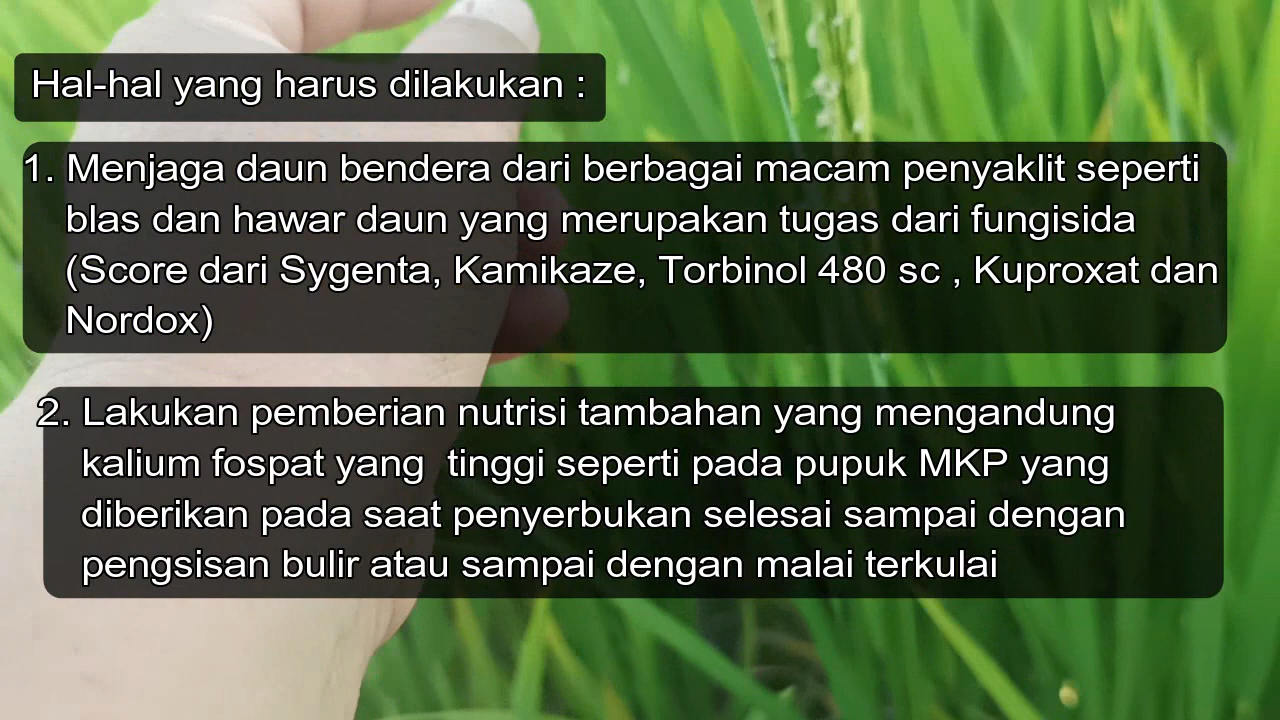 Hal-hal yang harus dilakukan :
1. Menjaga daun bendera dari berbagai macam penyaklit seperti
blas dan hawar daun yang merupakan tugas dari fungisida
(Score dari Sygenta, Kamikaze, Torbinol 480 sc , Kuproxat dan
Nordox)
2. Lakukan pemberian nutrisi tambahan yang mengandung
kalium fospat yang  tinggi seperti pada pupuk MKP yang
diberikan pada saat penyerbukan selesai sampai dengan
pengsisan bulir atau sampai dengan malai terkulai